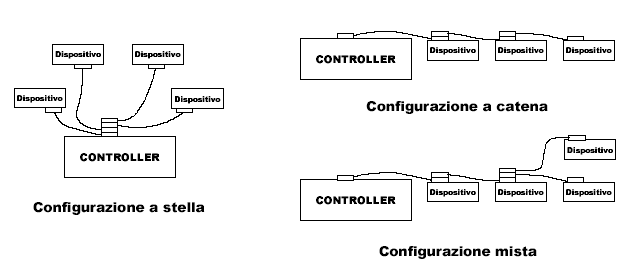 Dispositivo
Dispositivo
Dispositivo
Dispositivo
CONTROLLER
Configurazione a stella
CONTROLLER
Dispositivo
Dispositivo
Dispositivo
Configurazione a catena
Dispositivo
CONTROLLER
Dispositivo
Dispositivo
Dispositivo
Configurazione mista